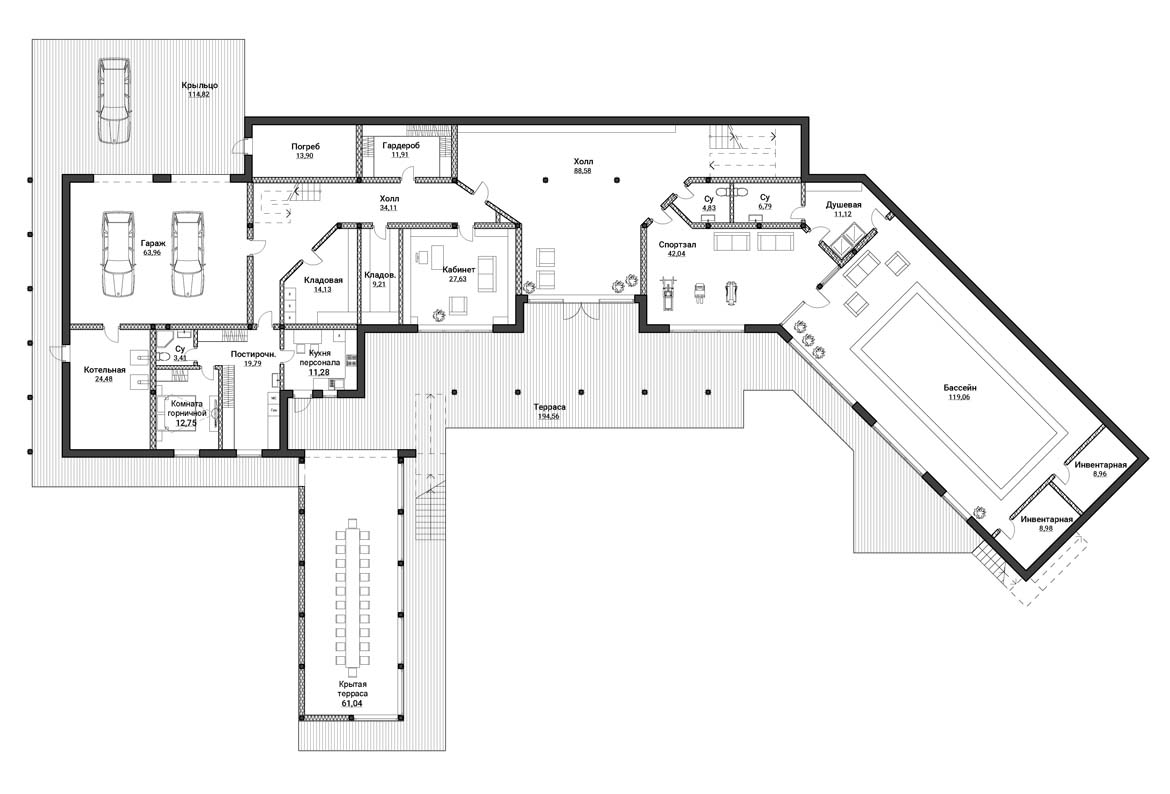 Крыльцо
114,82
Погреб
13,90
Гардероб
11,91
Холл
88,58
Холл
34,11
Су
4,83
Су
6,79
Душевая
11,12
Гараж
63,96
Спортзал
42,04
Кладовая
14,13
Кладов.
9,21
Кабинет
27,63
Су
3,41
Постирочн.
19,79
Кухня
персонала
11,28
Котельная
24,48
Комната
горничной
12,75
Терраса
194,56
Бассейн
119,06
Инвентарная
8,96
Инвентарная
8,98
Крытая
терраса
61,04